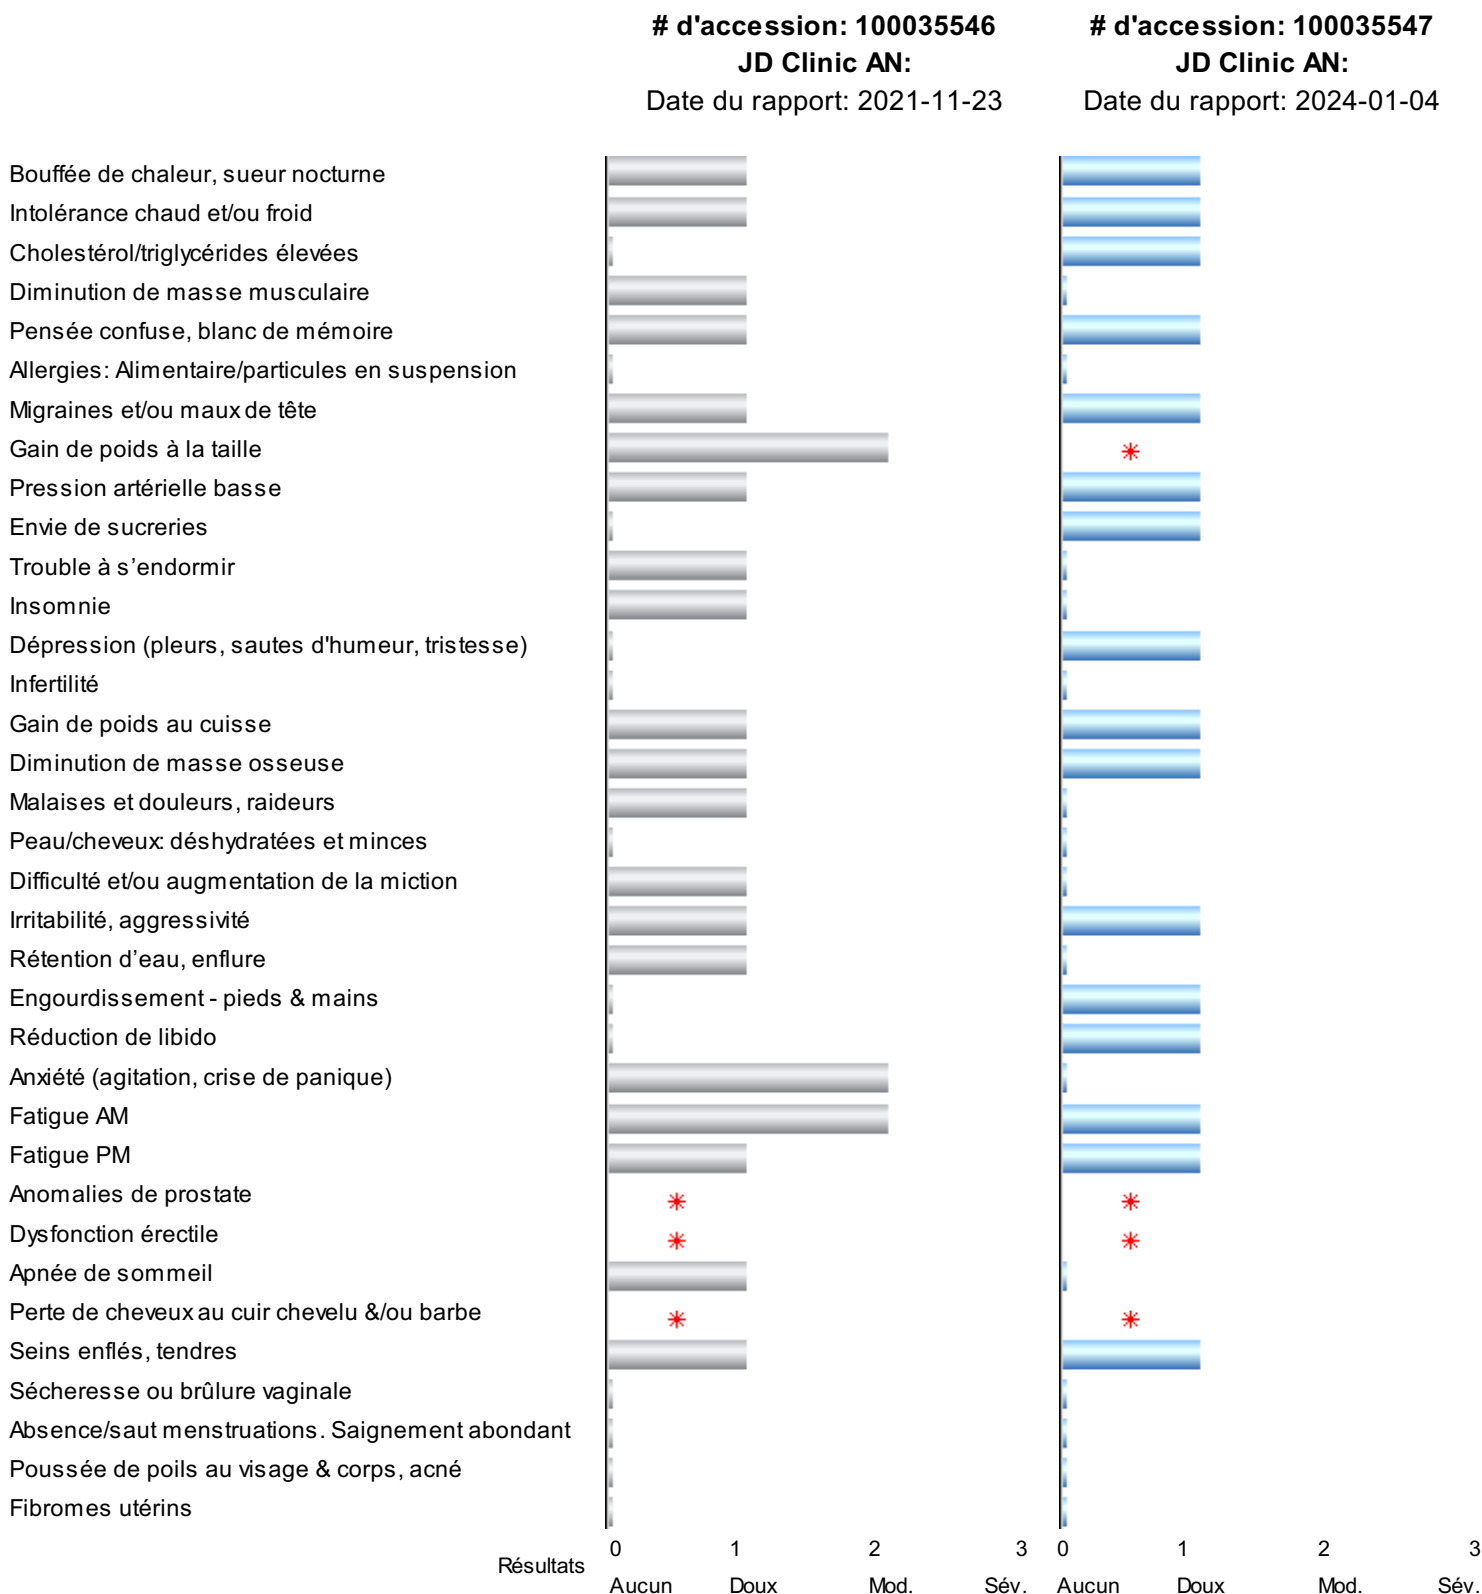 # d'accession: 100035546
JD Clinic AN:
Date du rapport: 2021-11-23
# d'accession: 100035547
JD Clinic AN:
Date du rapport: 2024-01-04
Bouffée de chaleur, sueur nocturne
Intolérance chaud et/ou froid
Cholestérol/triglycérides élevées
Diminution de masse musculaire
Pensée confuse, blanc de mémoire
Allergies: Alimentaire/particules en suspension
Migraines et/ou maux de tête
Gain de poids à la taille
Pression artérielle basse
Envie de sucreries
Trouble à s’endormir
Insomnie
Dépression (pleurs, sautes d'humeur, tristesse)
Infertilité
Gain de poids au cuisse
Diminution de masse osseuse
Malaises et douleurs, raideurs
Peau/cheveux: déshydratées et minces
Difficulté et/ou augmentation de la miction
Irritabilité, aggressivité
Rétention d’eau, enflure
Engourdissement - pieds & mains
Réduction de libido
Anxiété (agitation, crise de panique)
Fatigue AM
Fatigue PM
Anomalies de prostate
Dysfonction érectile
Apnée de sommeil
Perte de cheveux au cuir chevelu &/ou barbe
Seins enflés, tendres
Sécheresse ou brûlure vaginale
Absence/saut menstruations. Saignement abondant
Poussée de poils au visage & corps, acné
Fibromes utérins
Résultats
0 1 2 3
Aucun Doux Mod. Sév.
0 1 2 3
Aucun Doux Mod. Sév.